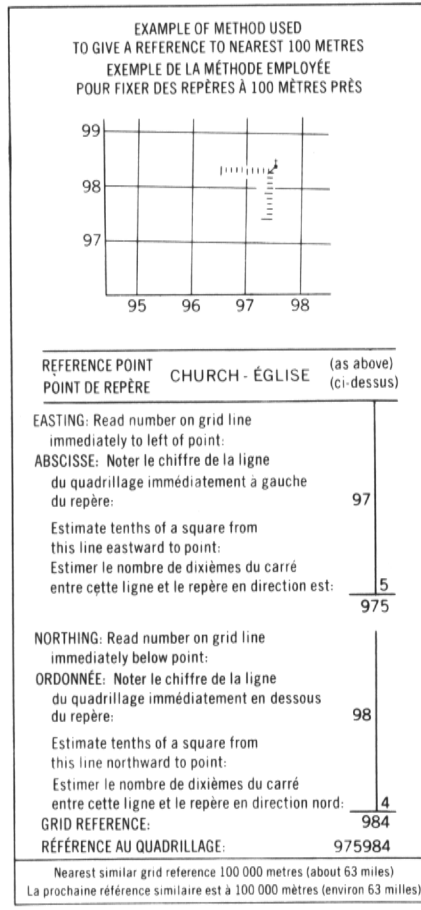 EXAMPLE OF METHOD USED
TO GIVE A REFERENCE TO NEAREST 100 METRES
EXEMPLE DE LA MÉTHODE EMPLOYÉE
POUR FIXER DES REPÈRES À 100 MÈTRES PRÈS
99
98
97
95 96 97 98
REFERENCE POINT
POINT DE REPÈRE
CHURCH - ÉGLISE
(as above)
(ci-dessus)
EASTING: Read number on grid line
immediately to left of point:
ABSCISSE: Noter le chiffre de la ligne
du quadrillage immédiatement à gauche
du repère: 97
Estimate tenths of a square from
this line eastward to point:
Estimer le nombre de dixièmes du carré
entre cette ligne et le repère en direction est: 5
975
NORTHING: Read number on grid line
immediately below point:
ORDONNÉE: Noter le chiffre de la ligne
du quadrillage immédiatement en dessous
du repère: 98
Estimate tenths of a square from
this line northward to point:
Estimer le nombre de dixièmes du carré
entre cette ligne et le repère en direction nord: 4
GRID REFERENCE: 984
RÉFÉRENCE AU QUADRILLAGE: 975984
Nearest similar grid reference 100 000 metres (about 63 miles)
La prochaine référence similaire est à 100 000 mètres (environ 63 milles)